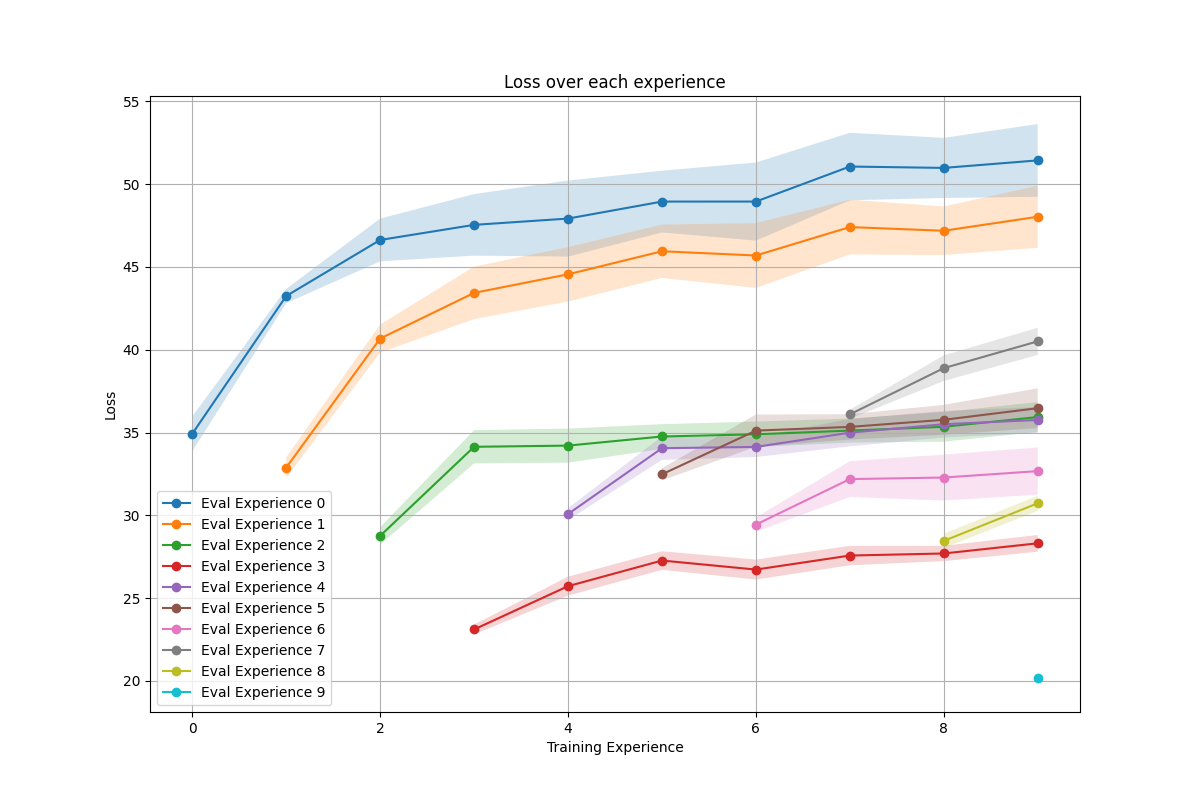 Loss over each experience
55
50
45
40
35
30
25
20
Loss
Eval Experience 0
Eval Experience 1
Eval Experience 2
Eval Experience 3
Eval Experience 4
Eval Experience 5
Eval Experience 6
Eval Experience 7
Eval Experience 8
Eval Experience 9
0 2 4 6 8
Training Experience